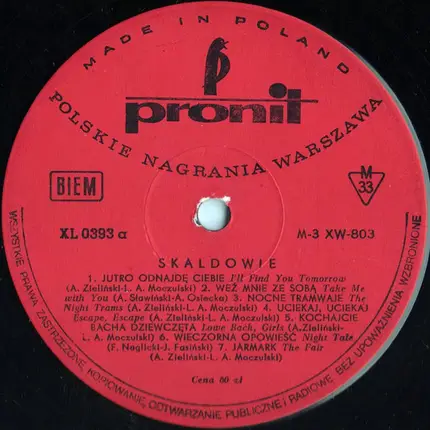 MADE IN POLAND
pronit
POLSKIE NAGRANIA WARSZAWA
BIEM
M
33
XL 0393 a
M-3 XW-803
SKALDOWIE
1. JUTRO ODNAJDĘ CIEBIE I'll Find You Tomorrow
(A. Zieliński-L. A. Moczulski) 2. WEŹ MNIE ZE SOBĄ Take Me
with You (A. Sławiński-A. Osiecka) 3. NOCNE TRAMWAJE The
Night Trams (A. Zieliński-L. A. Moczulski) 4. UCIEKAJ, UCIEKAJ
Escape, Escape (A. Zieliński-L. A. Moczulski) 5. KOCHAJCIE
BACHA DZIEWCZĘTA Love Bach, Girls (A. Zieliński-
L. A. Moczulski) 6. WIECZORNA OPOWIEŚĆ Night Tale
(F. Naglicki-J. Fasiński) 7. JARMARK The Fair
(A. Zieliński-L. A. Moczulski)
Cena 80 zł
WSZYSTKIE PRAWA ZASTRZEŻONE KOPIOWANIE, ODTWARZANIE PUBLICZNE I RADIOWE BEZ UPOWAŻNIENIA WZBRONIONE